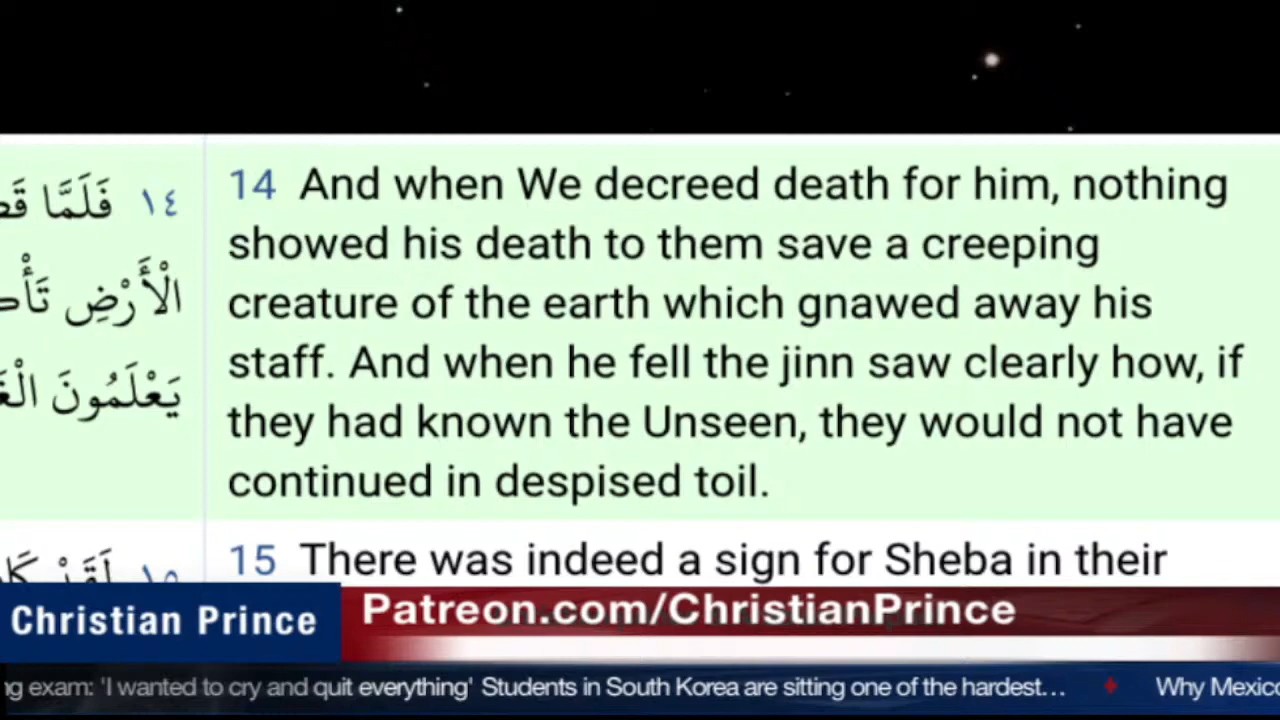 ١٤ فَلَمَّا
الْأَرْضِ
يَعْلَمُونَ
14 And when We decreed death for him, nothing
showed his death to them save a creeping
creature of the earth which gnawed away his
staff. And when he fell the jinn saw clearly how, if
they had known the Unseen, they would not have
continued in despised toil.
١٥
15 There was indeed a sign for Sheba in their
Christian Prince
Patreon.com/ChristianPrince
exam: 'I wanted to cry and quit everything' Students in South Korea are sitting one of the hardest... Why